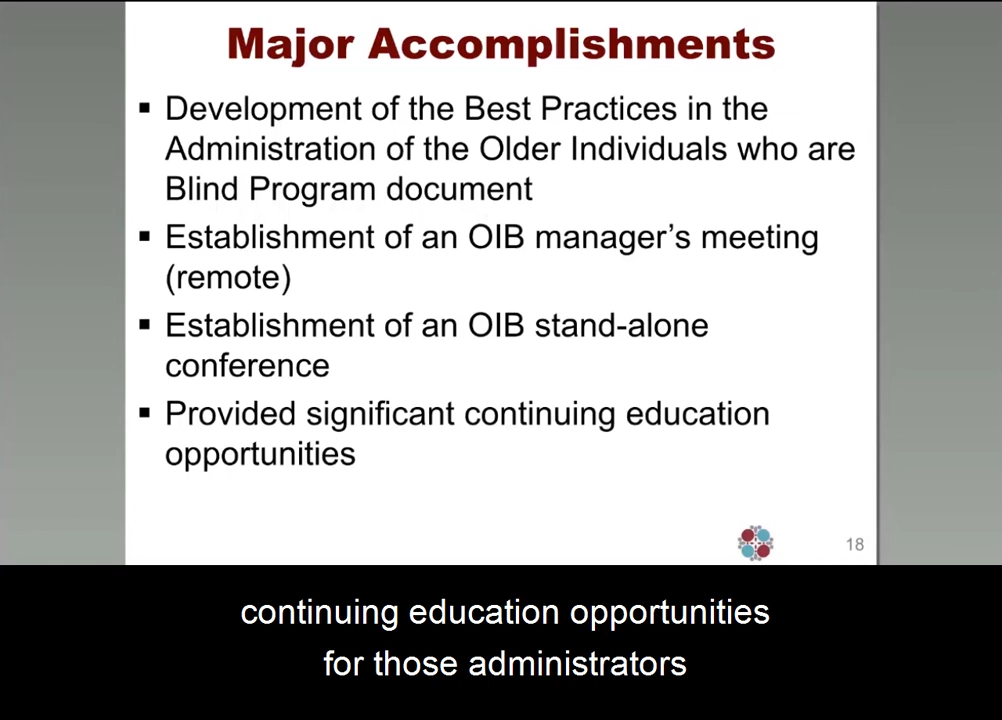 Major Accomplishments
▪ Development of the Best Practices in the
Administration of the Older Individuals who are
Blind Program document
▪ Establishment of an OIB manager's meeting
(remote)
▪ Establishment of an OIB stand-alone
conference
▪ Provided significant continuing education
opportunities
18
continuing education opportunities
for those administrators